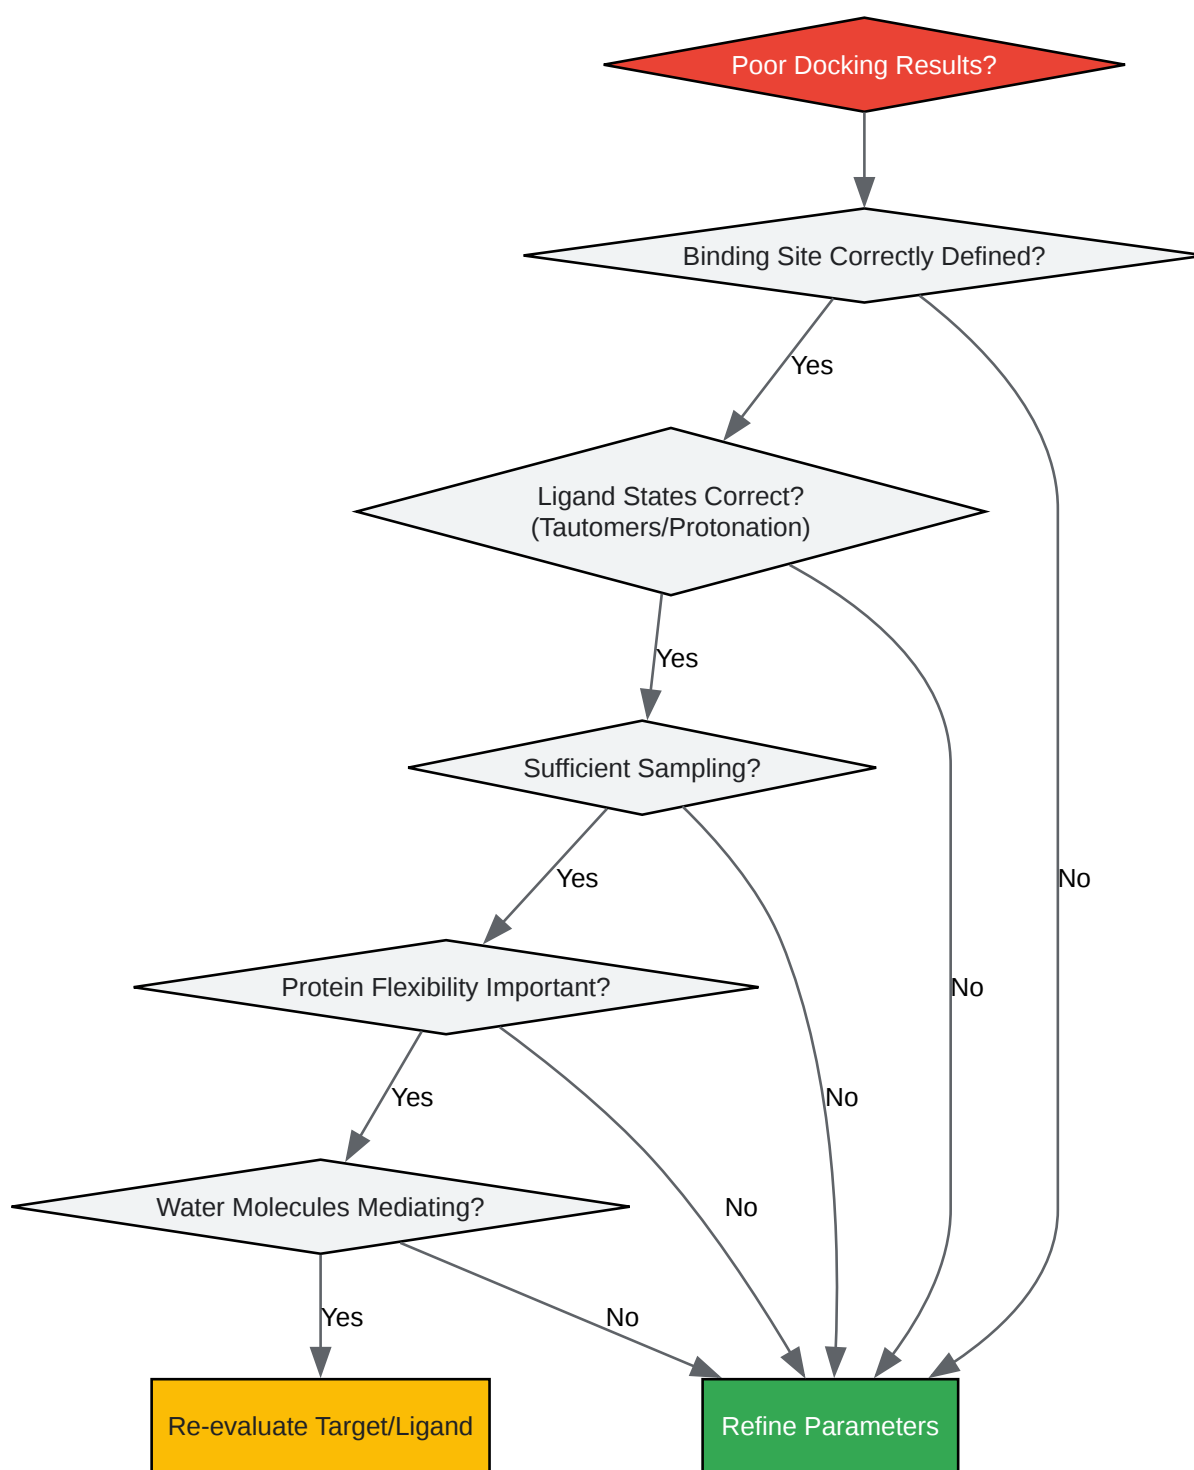 Poor Docking Results?
Binding Site Correctly Defined?
Yes
Ligand States Correct?
(Tautomers/Protonation)
Yes
Sufficient Sampling?
Yes
No
Protein Flexibility Important?
No
Yes
No
Water Molecules Mediating?
No
Yes
No
Re-evaluate Target/Ligand
Refine Parameters